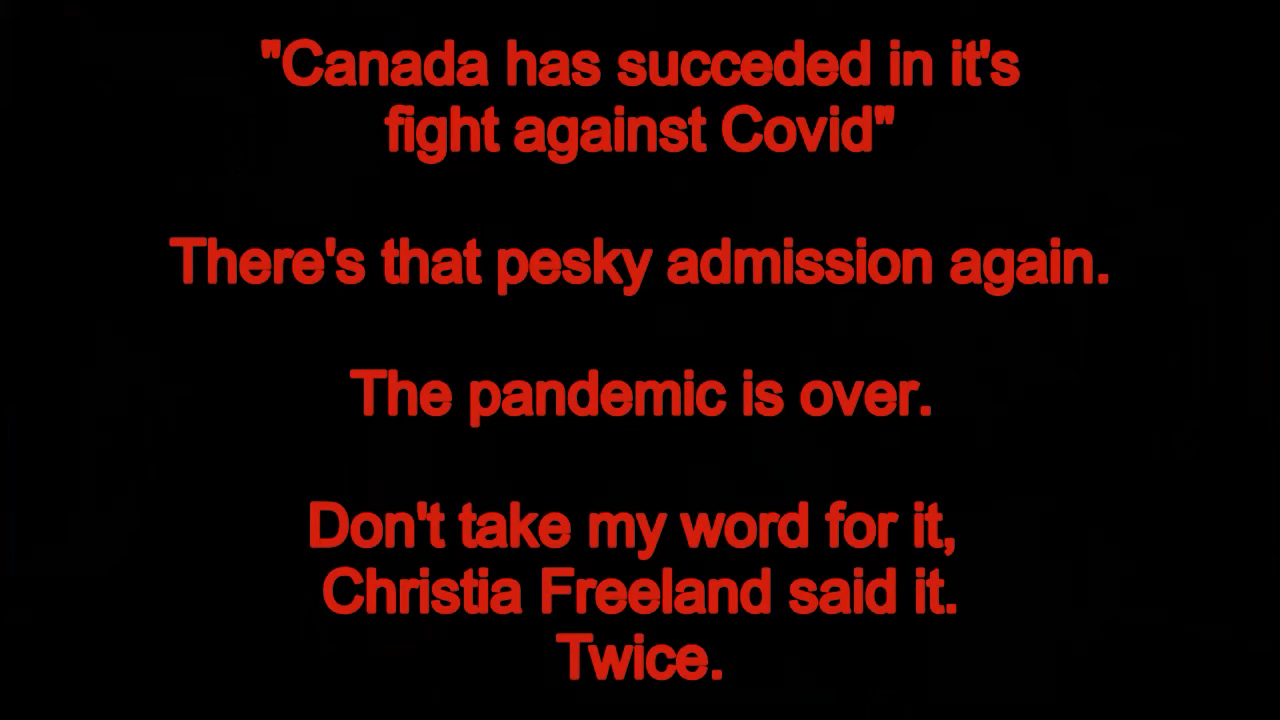 "Canada has succeded in it's
fight against Covid"
There's that pesky admission again.
The pandemic is over.
Don't take my word for it,
Christia Freeland said it.
Twice.